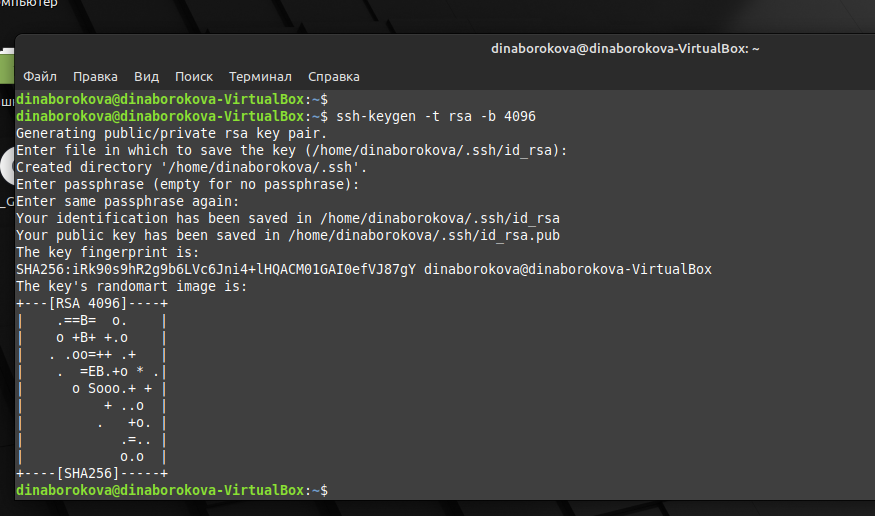 мпьютер
dinaborokova@dinaborokova-VirtualBox: ~
Файл Правка Вид Поиск Терминал Справка
dinaborokova@dinaborokova-VirtualBox:~$
dinaborokova@dinaborokova-VirtualBox:~$ ssh-keygen -t rsa -b 4096
Generating public/private rsa key pair.
Enter file in which to save the key (/home/dinaborokova/.ssh/id_rsa):
Created directory '/home/dinaborokova/.ssh'.
Enter passphrase (empty for no passphrase):
Enter same passphrase again:
Your identification has been saved in /home/dinaborokova/.ssh/id_rsa
Your public key has been saved in /home/dinaborokova/.ssh/id_rsa.pub
The key fingerprint is:
SHA256:iRk90s9hR2g9b6LVc6Jni4+lHQACM01GAI0efVJ87gY dinaborokova@dinaborokova-VirtualBox
The key's randomart image is:
+---[RSA 4096]----+
|    .==B=  o.    |
|    o +B+ +.o    |
|   . .oo=++ .+   |
|    .  =EB.+o * .|
|      o Sooo.+ + |
|          + ..o  |
|         .   +o. |
|            .=.. |
|            o.o  |
+----[SHA256]-----+
dinaborokova@dinaborokova-VirtualBox:~$